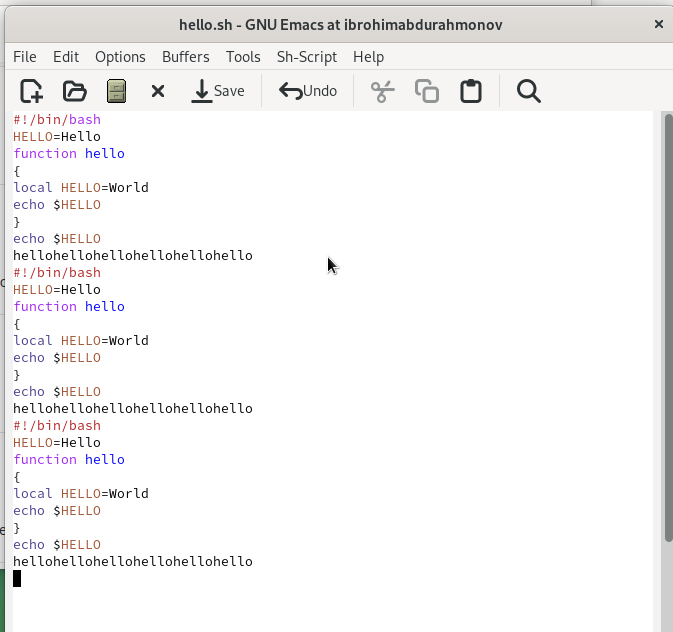 hello.sh - GNU Emacs at ibrohimabdurahmonov
File Edit Options Buffers Tools Sh-Script Help
Save Undo
#!/bin/bash
HELLO=Hello
function hello
{
local HELLO=World
echo $HELLO
}
echo $HELLO
hellohellohellohellohellohello
#!/bin/bash
HELLO=Hello
function hello
{
local HELLO=World
echo $HELLO
}
echo $HELLO
hellohellohellohellohellohello
#!/bin/bash
HELLO=Hello
function hello
{
local HELLO=World
echo $HELLO
}
echo $HELLO
hellohellohellohellohellohello